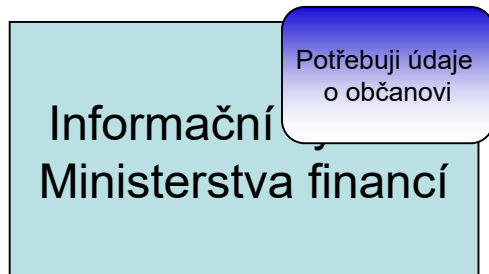 Potřebuji údaje
o občanovi
Informační
Ministerstva financí